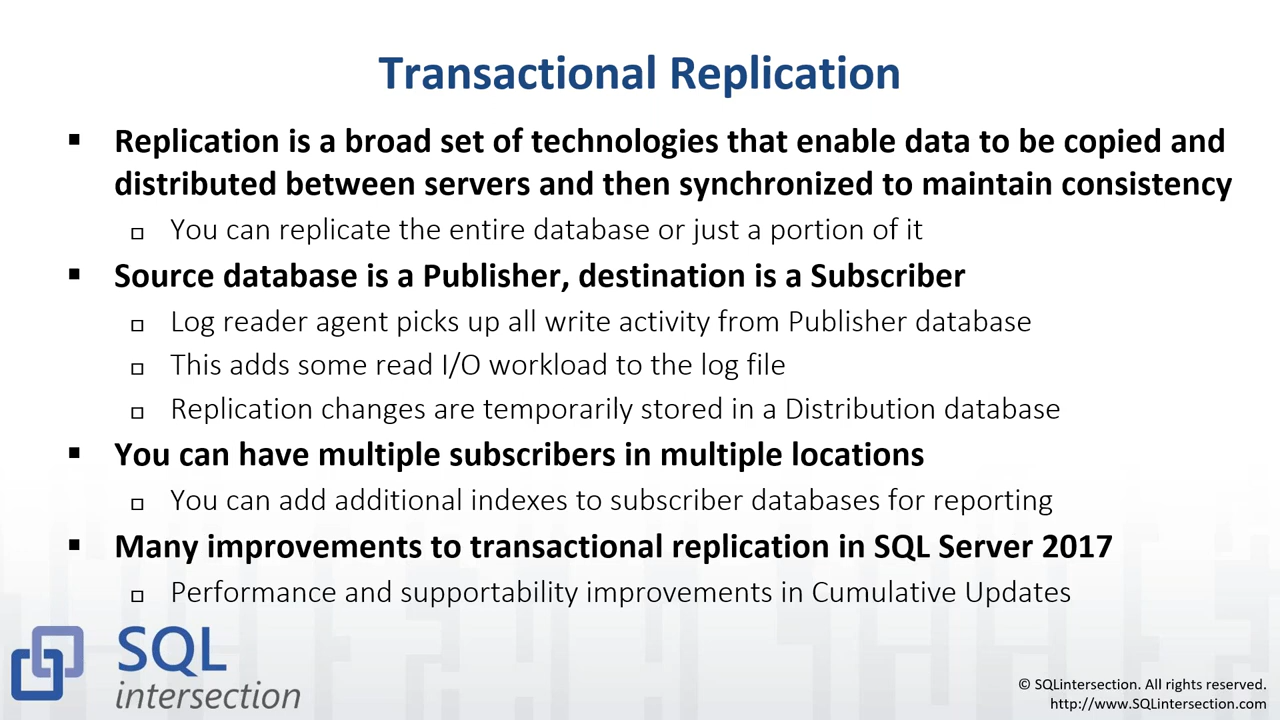 Transactional Replication
▪ Replication is a broad set of technologies that enable data to be copied and
distributed between servers and then synchronized to maintain consistency
▫ You can replicate the entire database or just a portion of it
▪ Source database is a Publisher, destination is a Subscriber
▫ Log reader agent picks up all write activity from Publisher database
▫ This adds some read I/O workload to the log file
▫ Replication changes are temporarily stored in a Distribution database
▪ You can have multiple subscribers in multiple locations
▫ You can add additional indexes to subscriber databases for reporting
▪ Many improvements to transactional replication in SQL Server 2017
▫ Performance and supportability improvements in Cumulative Updates
SQL
intersection
© SQLintersection. All rights reserved.
http://www.SQLintersection.com